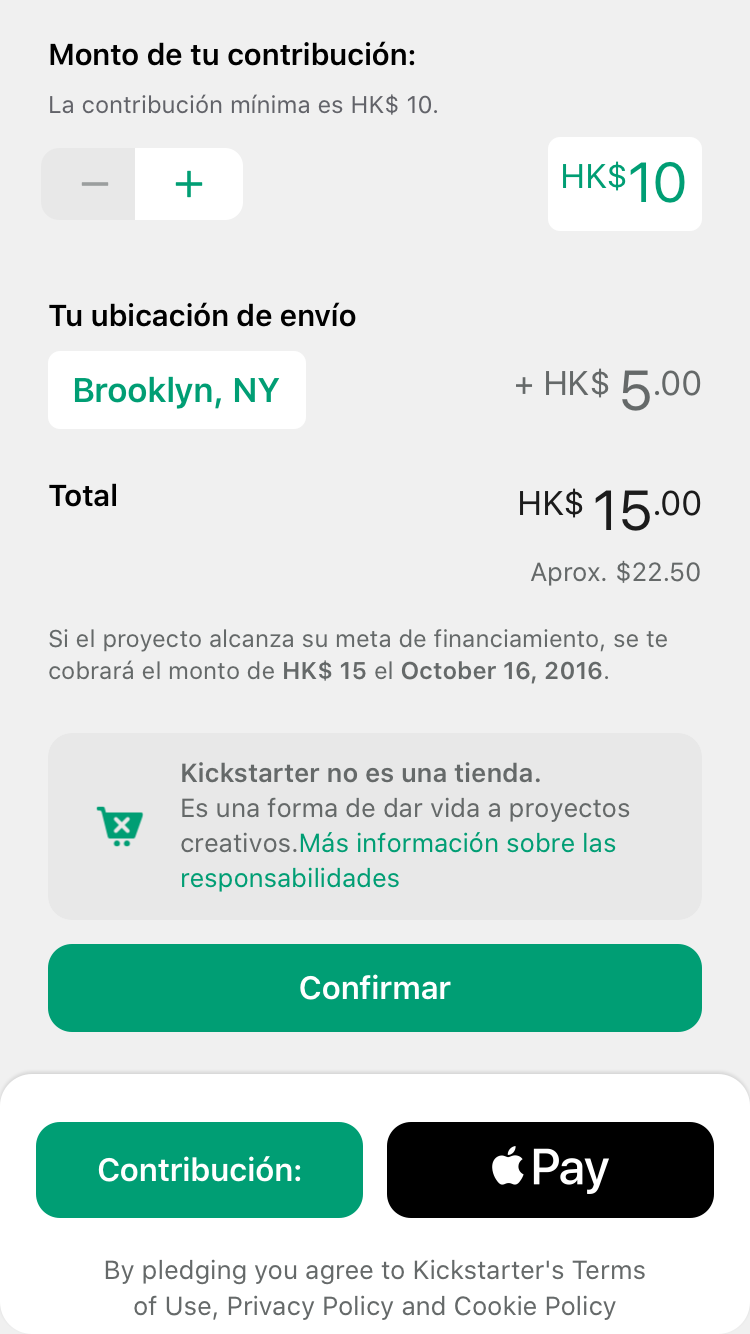 Monto de tu contribución:
La contribución mínima es HK$ 10.
HK$10
Tu ubicación de envío
Brooklyn, NY
+ HK$ 5.00
Total
HK$ 15.00
Aprox. $22.50
Si el proyecto alcanza su meta de financiamiento, se te
cobrará el monto de HK$ 15 el October 16, 2016.
Kickstarter no es una tienda.
Es una forma de dar vida a proyectos
creativos.Más información sobre las
responsabilidades
Confirmar
Contribución:
Pay
By pledging you agree to Kickstarter's Terms
of Use, Privacy Policy and Cookie Policy